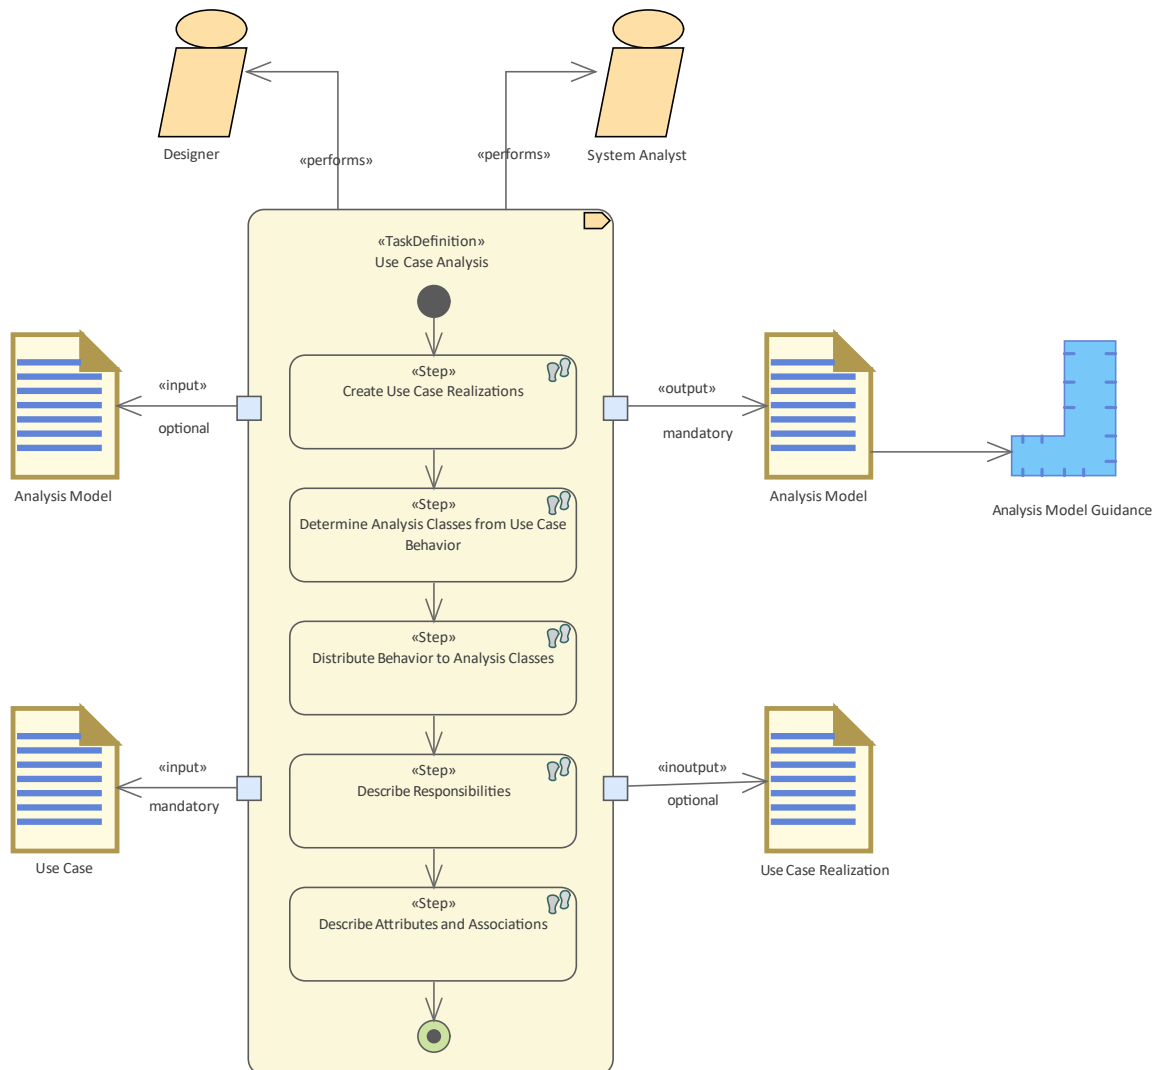 Designer
System Analyst
«performs»
«performs»
«TaskDefinition»
Use Case Analysis
«Step»
Create Use Case Realizations
«input»
optional
Analysis Model
«output»
mandatory
Analysis Model
Analysis Model Guidance
«Step»
Determine Analysis Classes from Use Case
Behavior
«Step»
Distribute Behavior to Analysis Classes
«Step»
Describe Responsibilities
«input»
mandatory
Use Case
«inoutput»
optional
Use Case Realization
«Step»
Describe Attributes and Associations